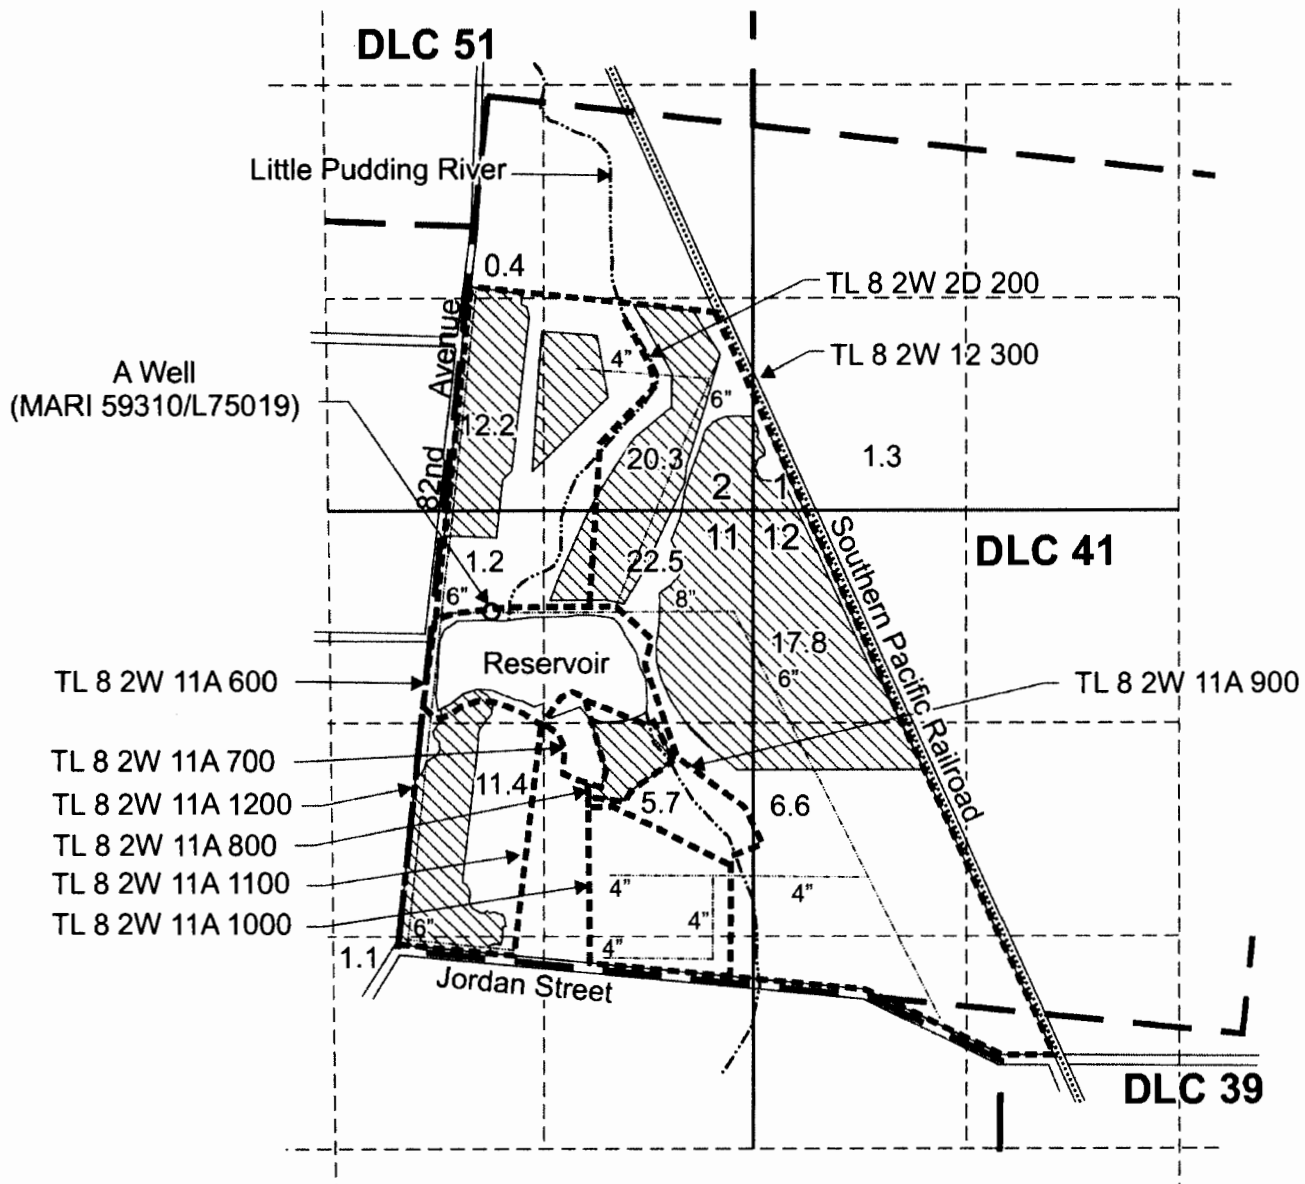 DLC 51
Little Pudding River
0.4
TL 8 2W 2D 200
82nd Avenue
4"
TL 8 2W 12 300
A Well
(MARI 59310/L75019)
6"
12.2
20.3
1.3
2 1
11 12
Southern Pacific Railroad
DLC 41
1.2
22.5
6"
8"
17.8
Reservoir
6"
TL 8 2W 11A 600
TL 8 2W 11A 900
TL 8 2W 11A 700
11.4
5.7
6.6
TL 8 2W 11A 1200
TL 8 2W 11A 800
TL 8 2W 11A 1100
4"
4"
TL 8 2W 11A 1000
6"
4"
4"
1.1
Jordan Street
DLC 39